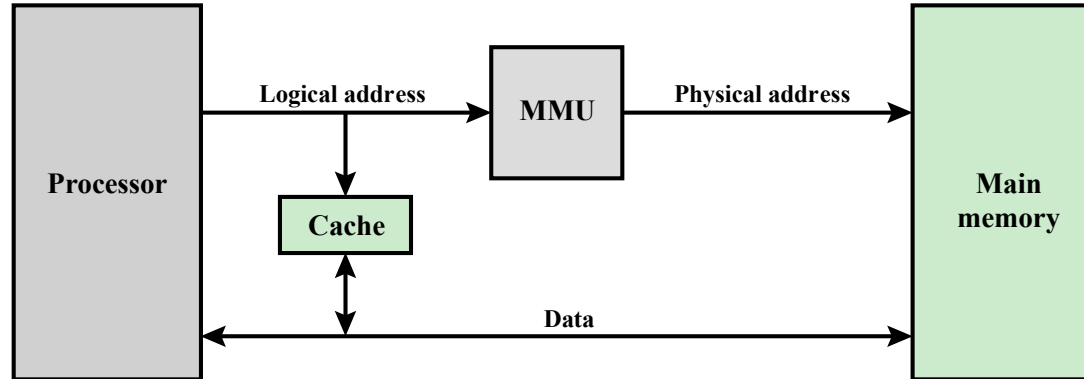 Logical address
MMU
Physical address
Processor
Cache
Main
memory
Data